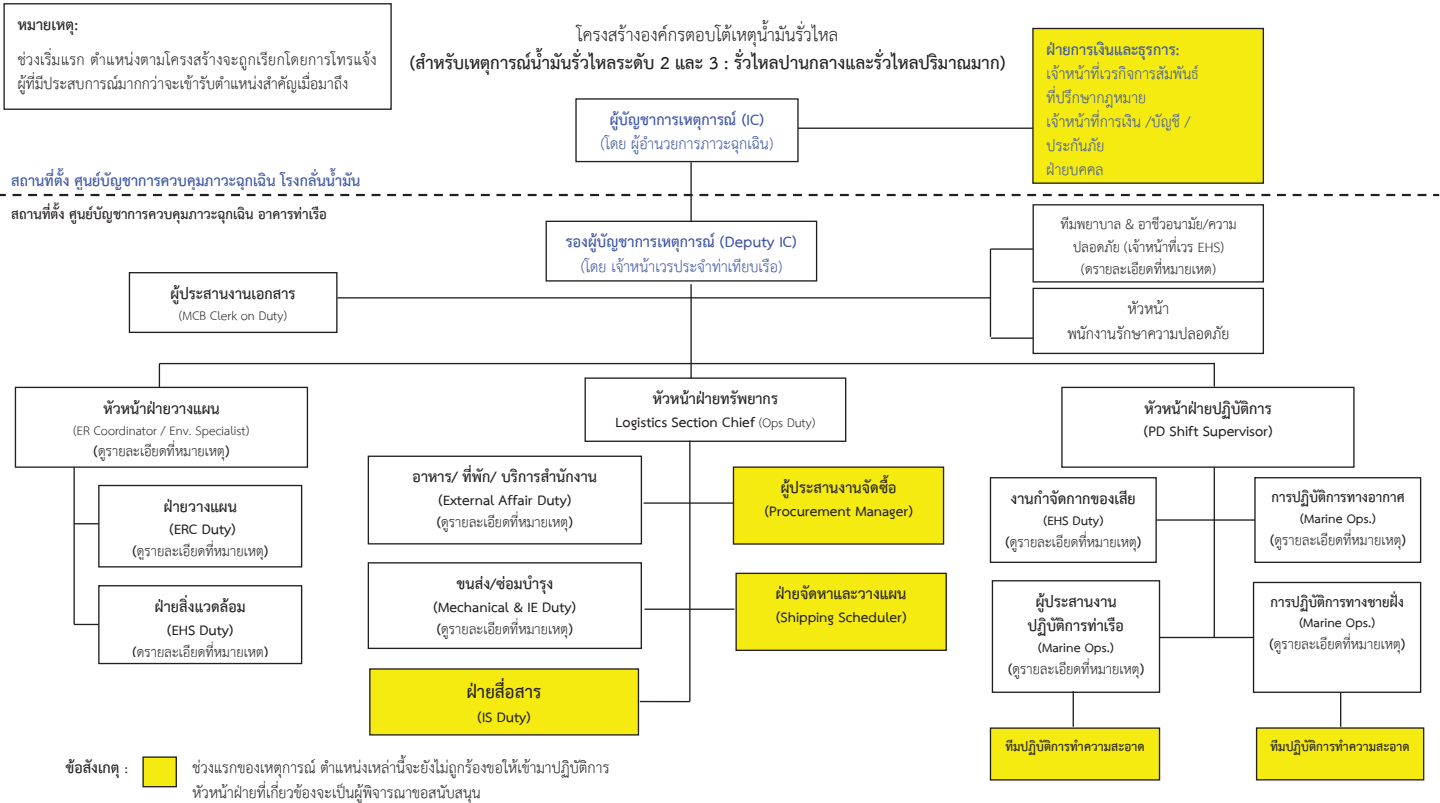 หมายเหตุ:
ช่วงเริ่มแรก ตำแหน่งตามโครงสร้างจะถูกเรียกโดยการโทรแจ้ง
ผู้ที่มีประสบการณ์มากกว่าจะเข้ารับตำแหน่งสำคัญเมื่อมาถึง
โครงสร้างองค์กรตอบโต้เหตุน้ำมันรั่วไหล
(สำหรับเหตุการณ์น้ำมันรั่วไหลระดับ 2 และ 3 : รั่วไหลปานกลางและรั่วไหลปริมาณมาก)
ผู้บัญชาการเหตุการณ์ (IC)
(โดย ผู้อำนวยการภาวะฉุกเฉิน)
ฝ่ายการเงินและธุรการ:
เจ้าหน้าที่เวรกิจการสัมพันธ์
ที่ปรึกษากฎหมาย
เจ้าหน้าที่การเงิน /บัญชี /
ประกันภัย
ฝ่ายบุคคล
สถานที่ตั้ง ศูนย์บัญชาการควบคุมภาวะฉุกเฉิน โรงกลั่นน้ำมัน
สถานที่ตั้ง ศูนย์บัญชาการควบคุมภาวะฉุกเฉิน อาคารท่าเรือ
รองผู้บัญชาการเหตุการณ์ (Deputy IC)
(โดย เจ้าหน้าเวรประจำท่าเทียบเรือ)
ทีมพยาบาล & อาชีวอนามัย/ความ
ปลอดภัย (เจ้าหน้าที่เวร EHS)
(ดรายละเอียดที่หมายเหต)
ผู้ประสานงานเอกสาร
(MCB Clerk on Duty)
หัวหน้า
พนักงานรักษาความปลอดภัย
หัวหน้าฝ่ายวางแผน
(ER Coordinator / Env. Specialist)
(ดูรายละเอียดที่หมายเหตุ)
หัวหน้าฝ่ายทรัพยากร
Logistics Section Chief (Ops Duty)
หัวหน้าฝ่ายปฏิบัติการ
(PD Shift Supervisor)
ฝ่ายวางแผน
(ERC Duty)
(ดูรายละเอียดที่หมายเหตุ)
ฝ่ายสิ่งแวดล้อม
(EHS Duty)
(ดรายละเอียดที่หมายเหต)
อาหาร/ ที่พัก/ บริการสำนักงาน
(External Affair Duty)
(ดูรายละเอียดที่หมายเหตุ)
ผู้ประสานงานจัดซื้อ
(Procurement Manager)
ขนส่ง/ซ่อมบำรุง
(Mechanical & IE Duty)
(ดูรายละเอียดที่หมายเหตุ)
ฝ่ายจัดหาและวางแผน
(Shipping Scheduler)
ฝ่ายสื่อสาร
(IS Duty)
งานกำจัดกากของเสีย
(EHS Duty)
(ดูรายละเอียดที่หมายเหตุ)
การปฏิบัติการทางอากาศ
(Marine Ops.)
(ดูรายละเอียดที่หมายเหตุ)
ผู้ประสานงาน
ปฏิบัติการท่าเรือ
(Marine Ops.)
(ดูรายละเอียดที่หมายเหตุ)
การปฏิบัติการทางชายฝั่ง
(Marine Ops.)
(ดูรายละเอียดที่หมายเหตุ)
ทีมปฏิบัติการทำความสะอาด
ทีมปฏิบัติการทำความสะอาด
ข้อสังเกตุ :
ช่วงแรกของเหตุการณ์ ตำแหน่งเหล่านี้จะยังไม่ถูกร้องขอให้เข้ามาปฏิบัติการ
หัวหน้าฝ่ายที่เกี่ยวข้องจะเป็นผู้พิจารณาขอสนับสนุน